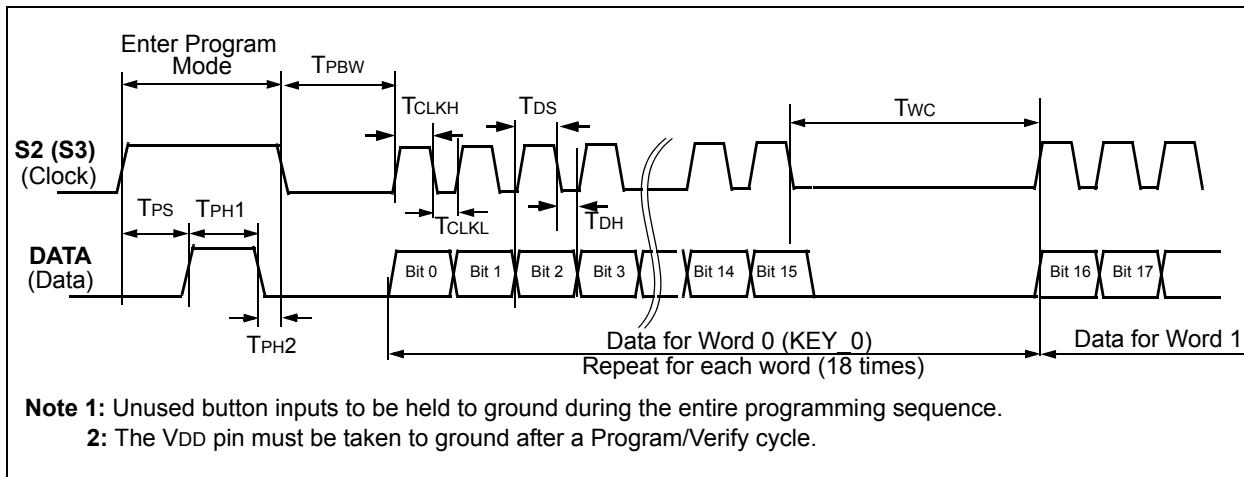 Enter Program
Mode
TPBW
TCLKH
TDS
TWC
S2 (S3)
(Clock)
TPS
TPH1
TCLKL
TDH
DATA
(Data)
Bit 0
Bit 1
Bit 2
Bit 3
Bit 14
Bit 15
Bit 16
Bit 17
TPH2
Data for Word 0 (KEY_0)
Repeat for each word (18 times)
Data for Word 1
Note 1: Unused button inputs to be held to ground during the entire programming sequence.
2: The VDD pin must be taken to ground after a Program/Verify cycle.